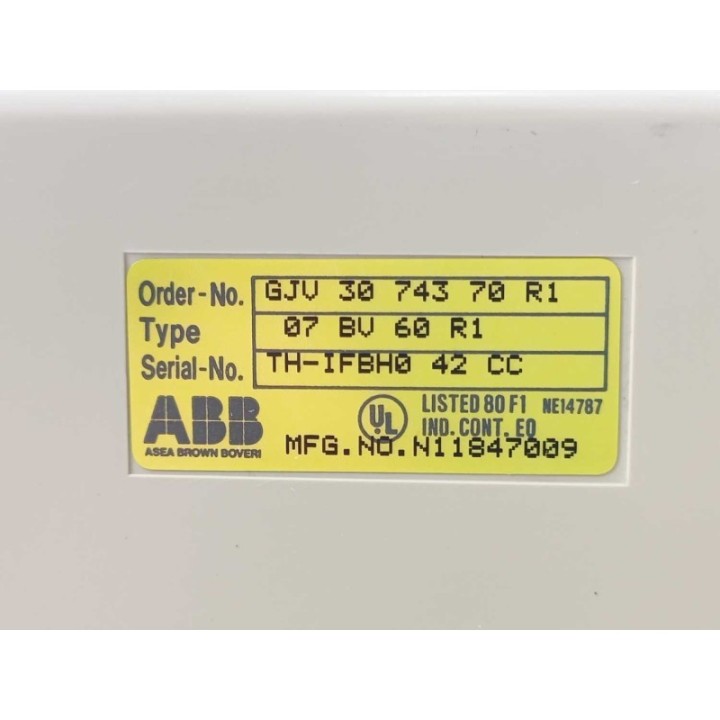 Order-No. GJV 30 743 70 R1
Type 07 BV 60 R1
Serial-No. TH-IFBH0 42 CC
ABB
ASEA BROWN BOVERI
UL LISTED 80 F1 NE14787
IND. CONT. EQ
MFG.NO.N11847009